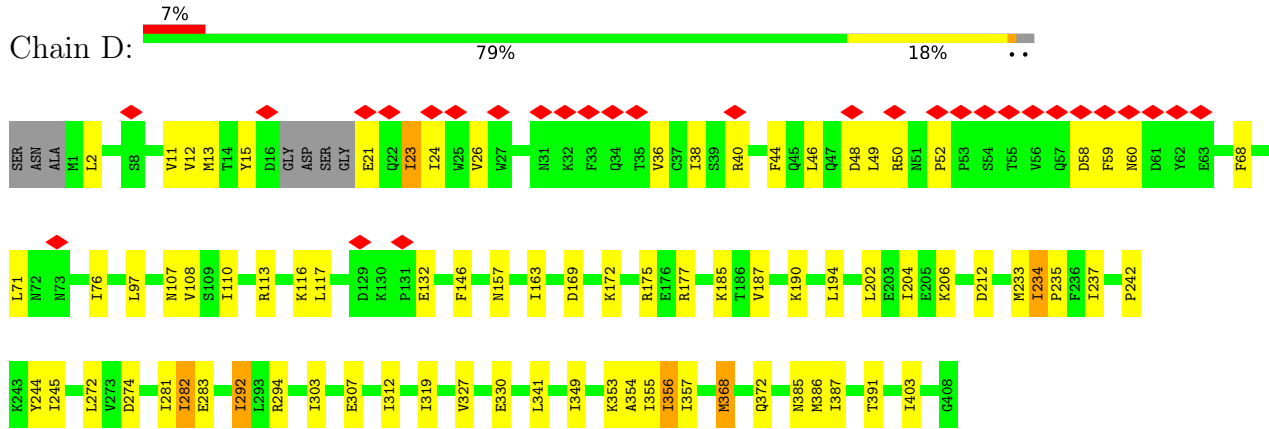 7%
Chain D:
79% 18% • •
SER ASN ALA M1 L2 S8 V11 V12 M13 T14 Y15 D16 GLY ASP SER GLY E21 Q22 I23 I24 W25 V26 W27 N31 K32 F33 Q34 T35 V36 C37 I38 S39 R40 F44 Q45 L46 Q47 D48 L49 R50 N51 P52 P53 S54 T55 V56 Q57 D58 F59 N60 D61 Y62 E63 F68
L71 N72 N73 I76 L97 N107 V108 S109 I110 R113 K116 L117 D129 K130 P131 E132 F146 N157 I163 D169 K172 R175 E176 R177 K185 T186 V187 K190 L194 L202 E203 I204 E205 K206 D212 M233 I234 P235 F236 I237 P242
K243 Y244 I245 L272 V273 D274 I281 I282 E283 I292 L293 R294 I303 E307 I312 I319 V327 E330 L341 I349 K353 A354 I355 I356 I357 M368 Q372 N385 M386 I387 T391 I403 G408